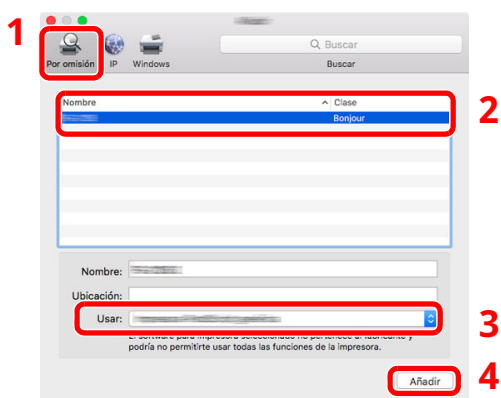 1
Por omisión IP Windows
Buscar
Buscar
Nombre Clase
2
Bonjour
Nombre:
Ubicación:
Usar:
3
El software para impresora seleccionado no pertenece al fabricante y
podría no permitirte usar todas las funciones de la impresora.
Añadir
4